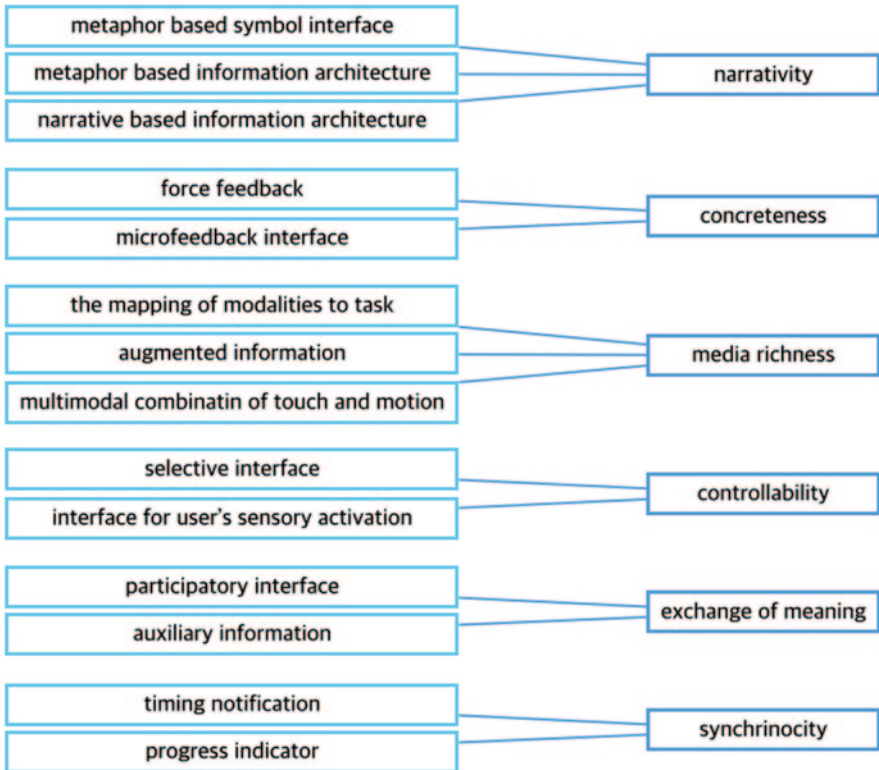 metaphor based symbol interface
metaphor based information architecture
narrative based information architecture
narrativity
force feedback
microfeedback interface
concreteness
the mapping of modalities to task
augmented information
multimodal combinatin of touch and motion
media richness
selective interface
interface for user's sensory activation
controllability
participatory interface
auxiliary information
exchange of meaning
timing notification
progress indicator
synchrinocity